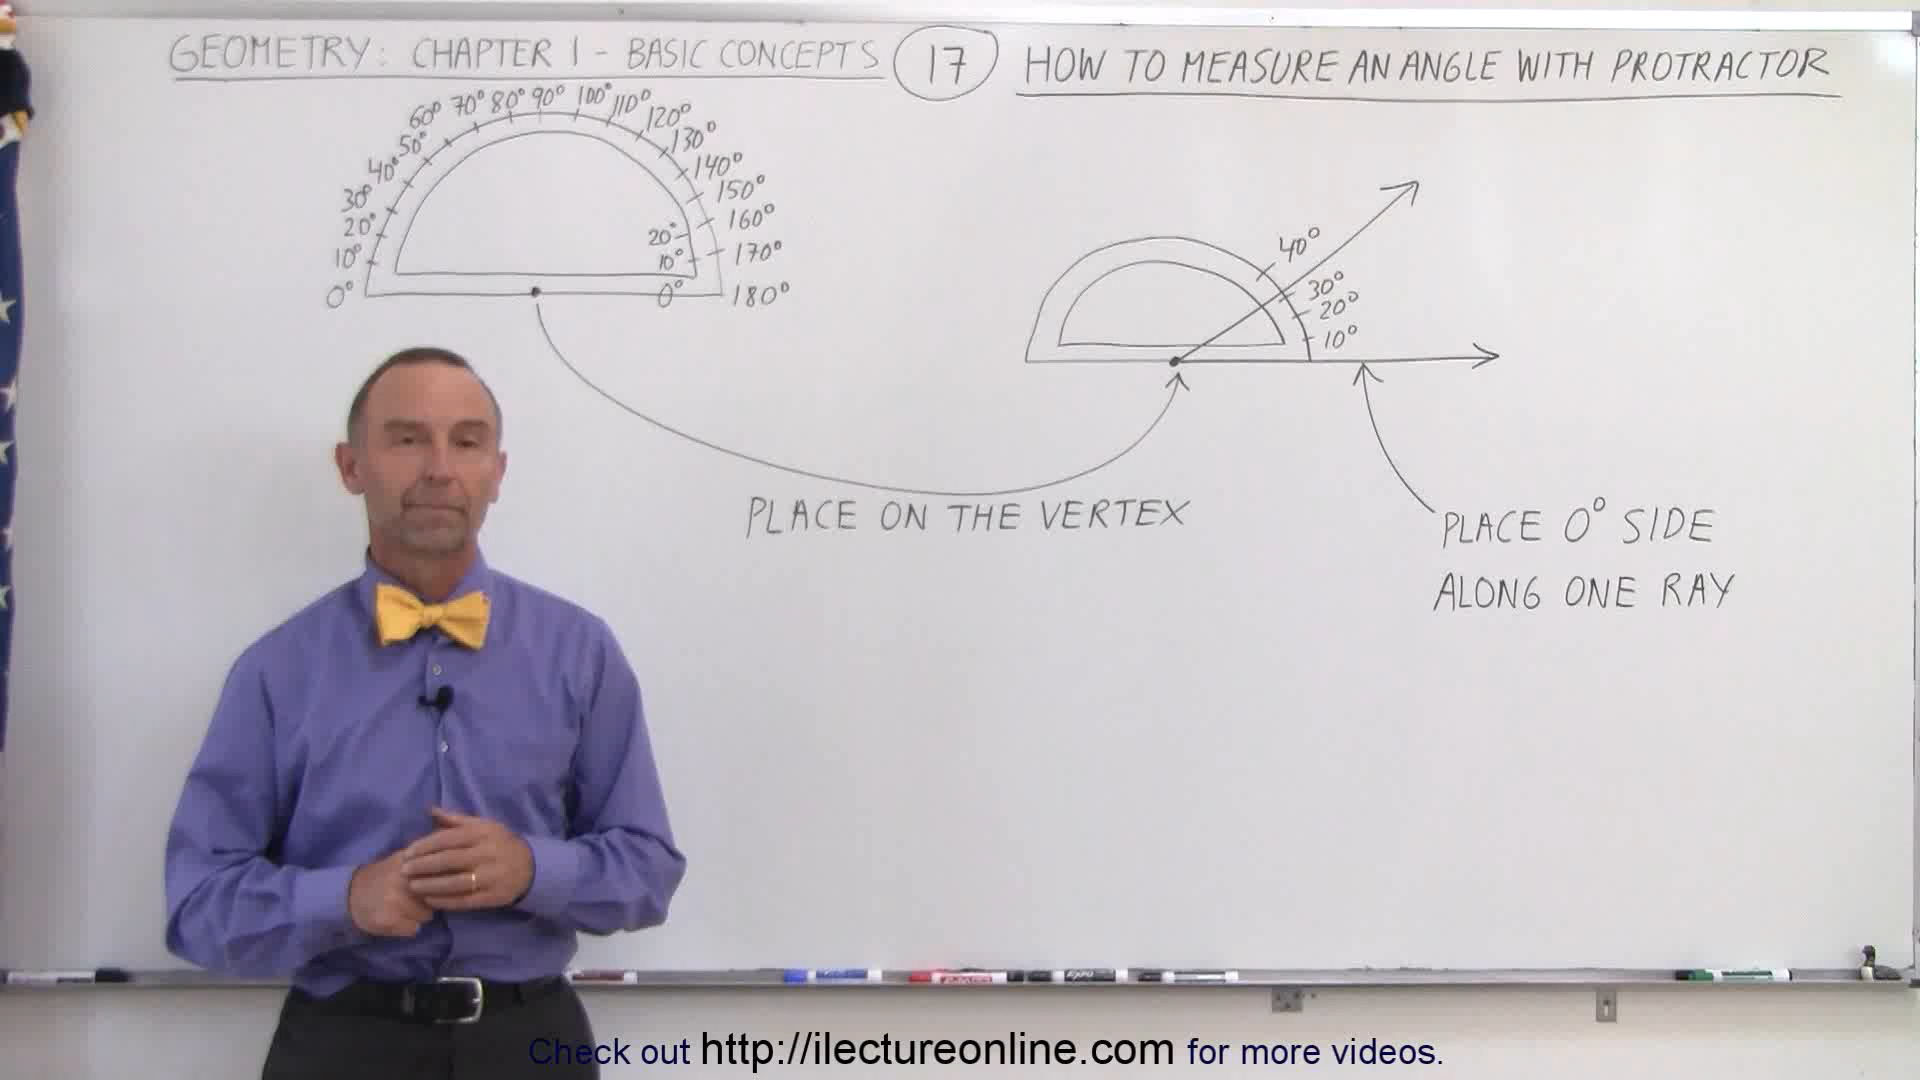 GEOMETRY: CHAPTER 1 - BASIC CONCEPTS 17 HOW TO MEASURE AN ANGLE WITH PROTRACTOR
0° 10° 20° 30° 40° 50° 60° 70° 80° 90° 100° 110° 120° 130° 140° 150° 160° 170° 180°
20°
10°
0°
40°
30°
20°
10°
PLACE ON THE VERTEX
PLACE 0° SIDE
ALONG ONE RAY
EXPO
Check out http://ilectureonline.com for more videos.